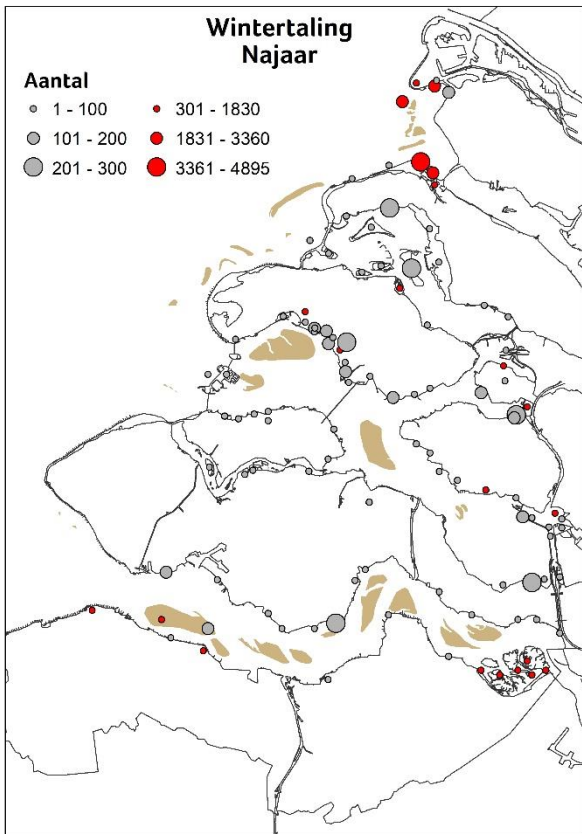 Wintertaling
Najaar
Aantal
1 - 100 301 - 1830
101 - 200 1831 - 3360
201 - 300 3361 - 4895